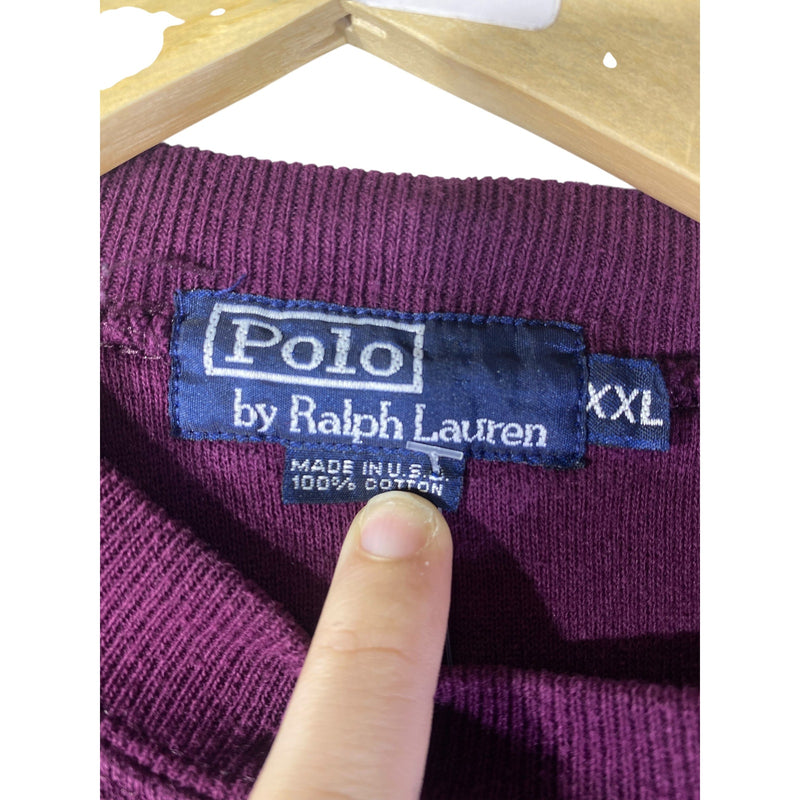 Polo
by Ralph Lauren
XXL
MADE IN U.S.
100% COTTON